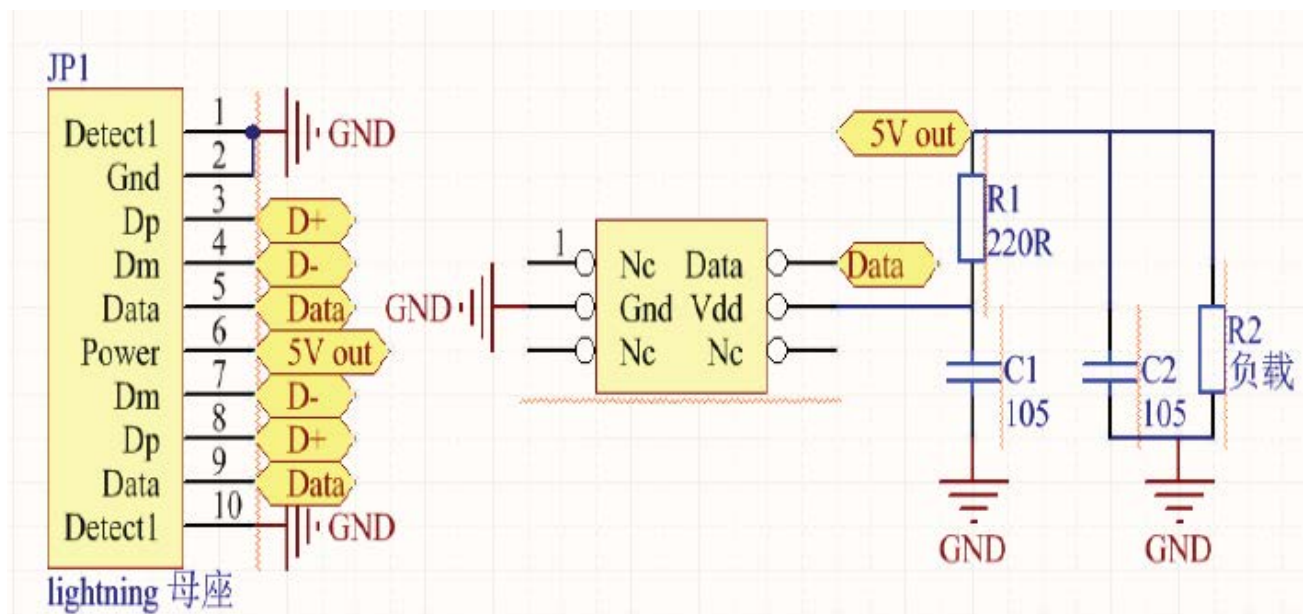 JP1
Detect1 1 GND
Gnd 2
Dp 3 D+
Dm 4 D-
Data 5 Data
Power 6 5V out
Dm 7 D-
Dp 8 D+
Data 9 Data
Detect1 10 GND
lightning 母座
1 Nc Data Data
GND Gnd Vdd
Nc Nc
5V out
R1
220R
C1
105
C2
105
R2
负载
GND
GND